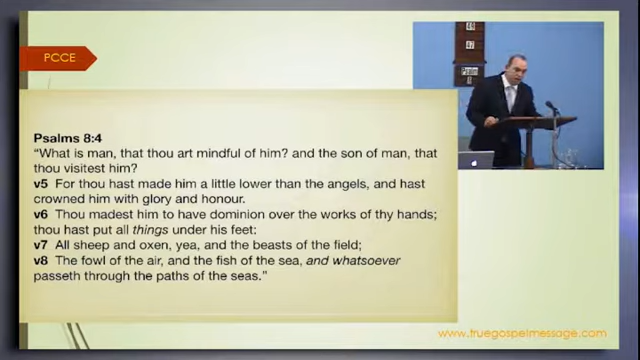 PCCE
Psalms 8:4
“What is man, that thou art mindful of him? and the son of man, that
thou visitest him?
v5  For thou hast made him a little lower than the angels, and hast
crowned him with glory and honour.
v6  Thou madest him to have dominion over the works of thy hands;
thou hast put all things under his feet:
v7  All sheep and oxen, yea, and the beasts of the field;
v8  The fowl of the air, and the fish of the sea, and whatsoever
passeth through the paths of the seas.”
www.truegospelmessage.com